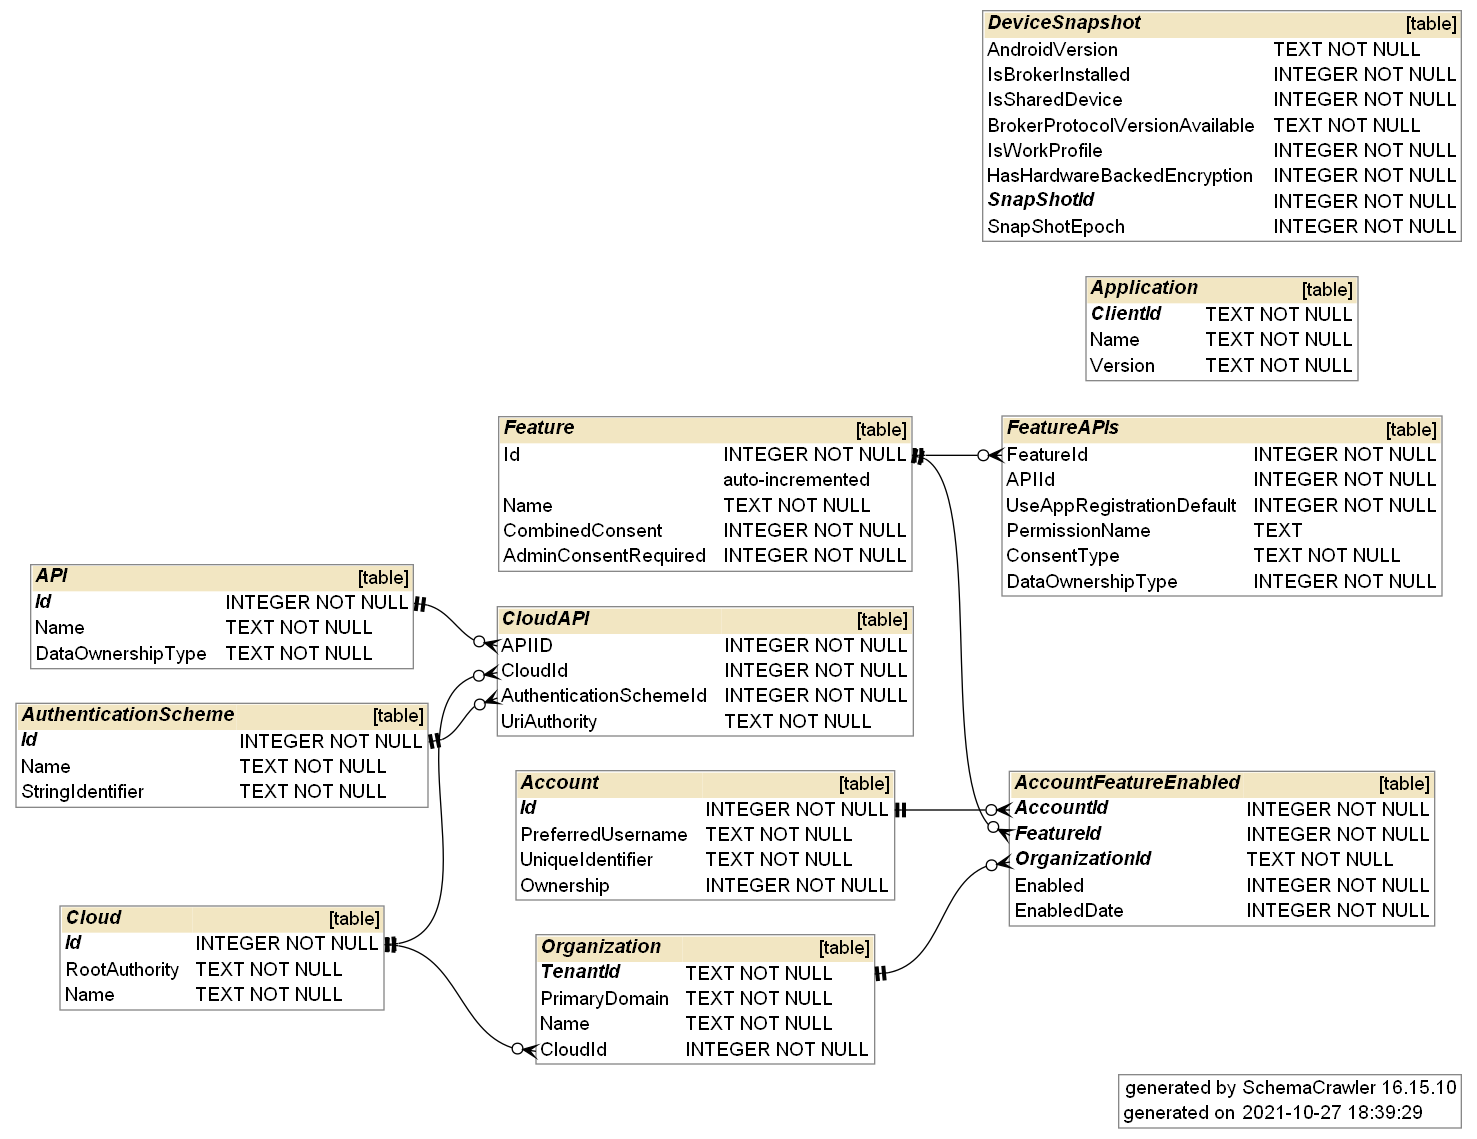 DeviceSnapshot [table]
AndroidVersion TEXT NOT NULL
IsBrokerInstalled INTEGER NOT NULL
IsSharedDevice INTEGER NOT NULL
BrokerProtocolVersionAvailable TEXT NOT NULL
IsWorkProfile INTEGER NOT NULL
HasHardwareBackedEncryption INTEGER NOT NULL
SnapShotId INTEGER NOT NULL
SnapShotEpoch INTEGER NOT NULL
Application [table]
ClientId TEXT NOT NULL
Name TEXT NOT NULL
Version TEXT NOT NULL
Feature [table]
Id INTEGER NOT NULL
auto-incremented
Name TEXT NOT NULL
CombinedConsent INTEGER NOT NULL
AdminConsentRequired INTEGER NOT NULL
FeatureAPIs [table]
FeatureId INTEGER NOT NULL
APIId INTEGER NOT NULL
UseAppRegistrationDefault INTEGER NOT NULL
PermissionName TEXT
ConsentType TEXT NOT NULL
DataOwnershipType INTEGER NOT NULL
API [table]
Id INTEGER NOT NULL
Name TEXT NOT NULL
DataOwnershipType TEXT NOT NULL
CloudAPI [table]
APIID INTEGER NOT NULL
CloudId INTEGER NOT NULL
AuthenticationSchemeId INTEGER NOT NULL
UriAuthority TEXT NOT NULL
AuthenticationScheme [table]
Id INTEGER NOT NULL
Name TEXT NOT NULL
StringIdentifier TEXT NOT NULL
Account [table]
Id INTEGER NOT NULL
PreferredUsername TEXT NOT NULL
UniqueIdentifier TEXT NOT NULL
Ownership INTEGER NOT NULL
AccountFeatureEnabled [table]
AccountId INTEGER NOT NULL
FeatureId INTEGER NOT NULL
OrganizationId TEXT NOT NULL
Enabled INTEGER NOT NULL
EnabledDate INTEGER NOT NULL
Cloud [table]
Id INTEGER NOT NULL
RootAuthority TEXT NOT NULL
Name TEXT NOT NULL
Organization [table]
TenantId TEXT NOT NULL
PrimaryDomain TEXT NOT NULL
Name TEXT NOT NULL
CloudId INTEGER NOT NULL
generated by SchemaCrawler 16.15.10
generated on 2021-10-27 18:39:29